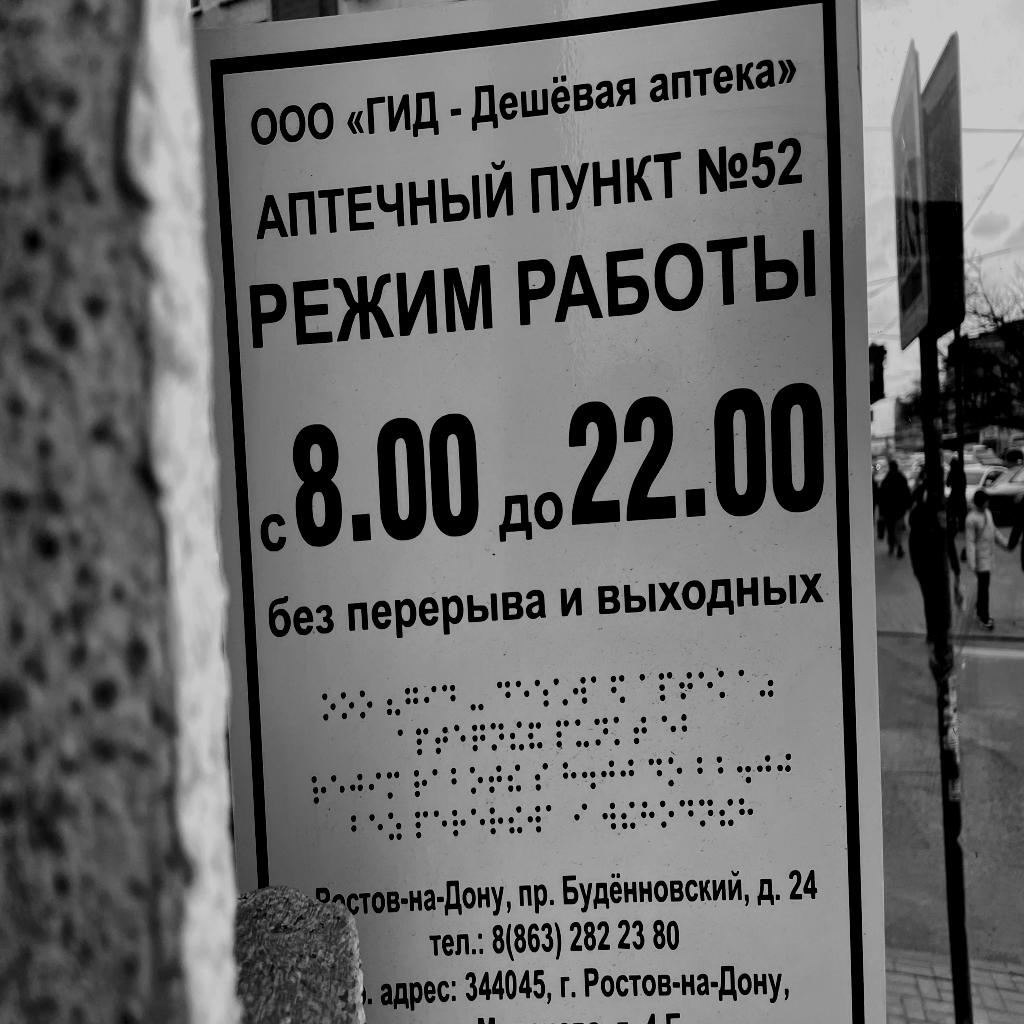 ООО «ГИД - Дешёвая аптека»
АПТЕЧНЫЙ ПУНКТ №52
РЕЖИМ РАБОТЫ
с 8.00 до 22.00
без перерыва и выходных
Ростов-на-Дону, пр. Будённовский, д. 24
тел.: 8(863) 282 23 80
адрес: 344045, г. Ростов-на-Дону,